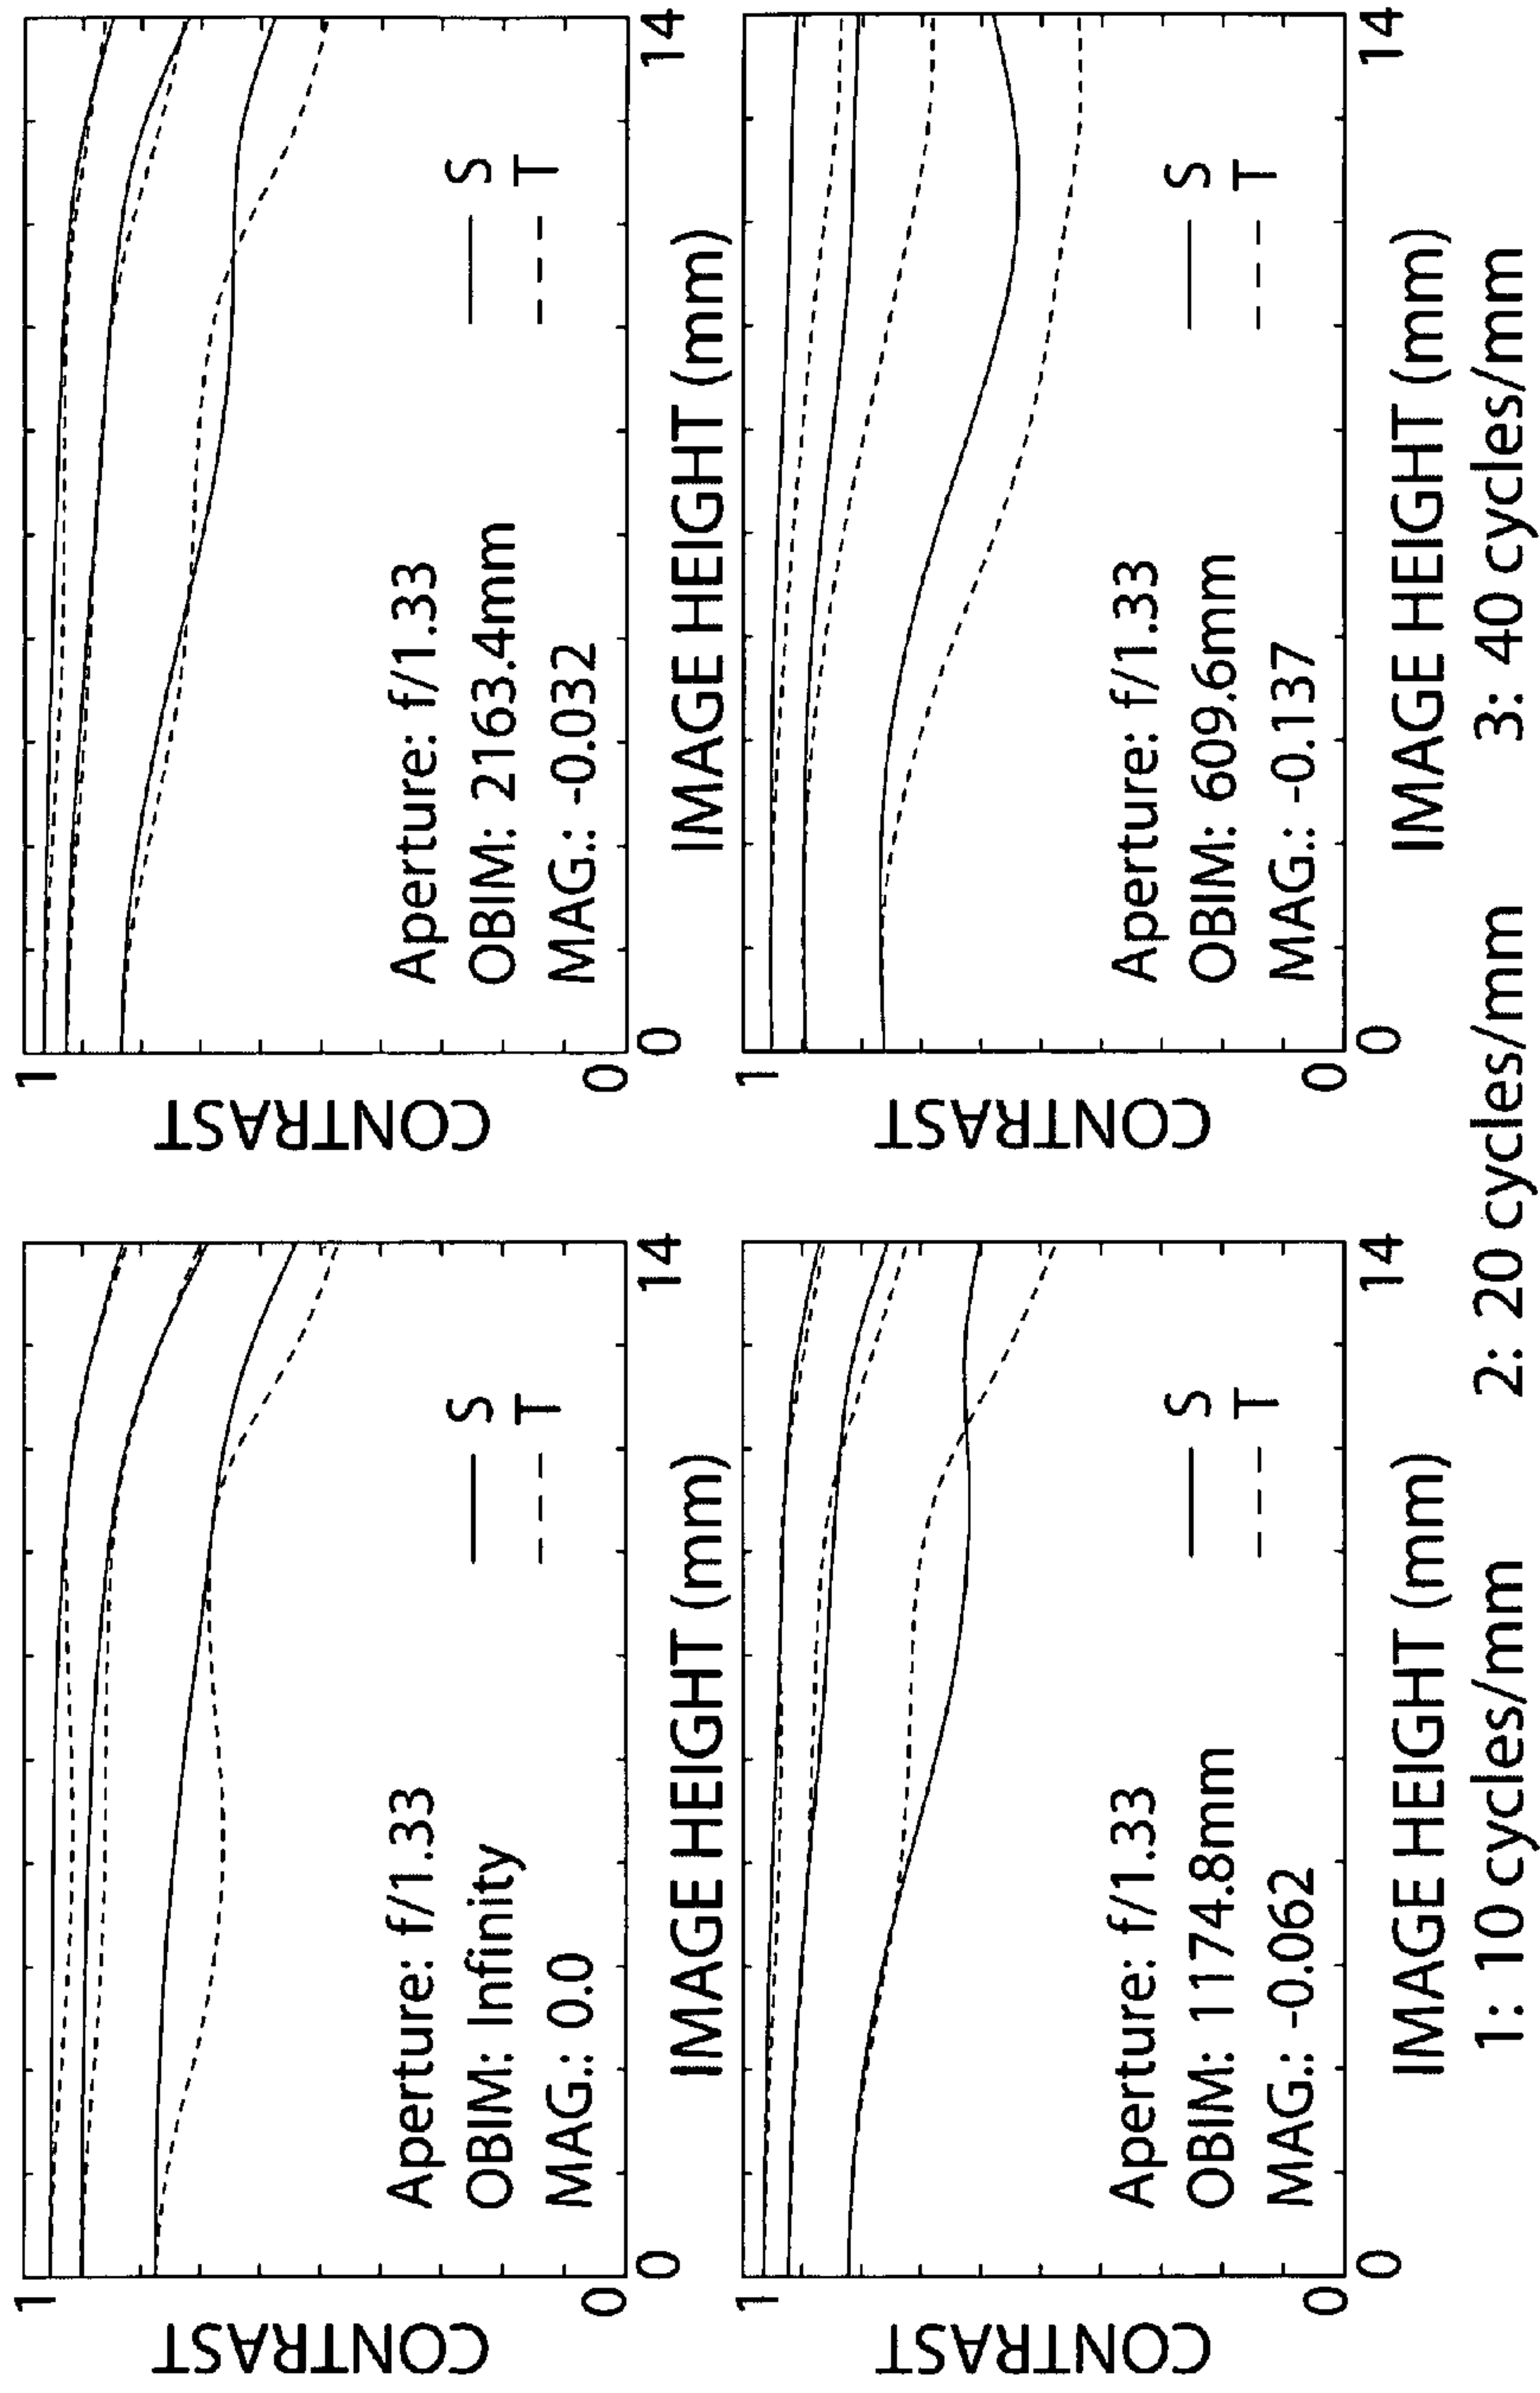 1
CONTRAST
0
Aperture: f/1.33
OBIM: Infinity
MAG.: 0.0
S
T
0
14
IMAGE HEIGHT (mm)
1
CONTRAST
0
Aperture: f/1.33
OBIM: 2163.4mm
MAG.: -0.032
S
T
0
14
IMAGE HEIGHT (mm)
1
CONTRAST
0
Aperture: f/1.33
OBIM: 1174.8mm
MAG.: -0.062
S
T
0
14
IMAGE HEIGHT (mm)
1
CONTRAST
0
Aperture: f/1.33
OBIM: 609.6mm
MAG.: -0.137
S
T
0
14
IMAGE HEIGHT (mm)
1: 10 cycles/mm 2: 20 cycles/mm 3: 40 cycles/mm